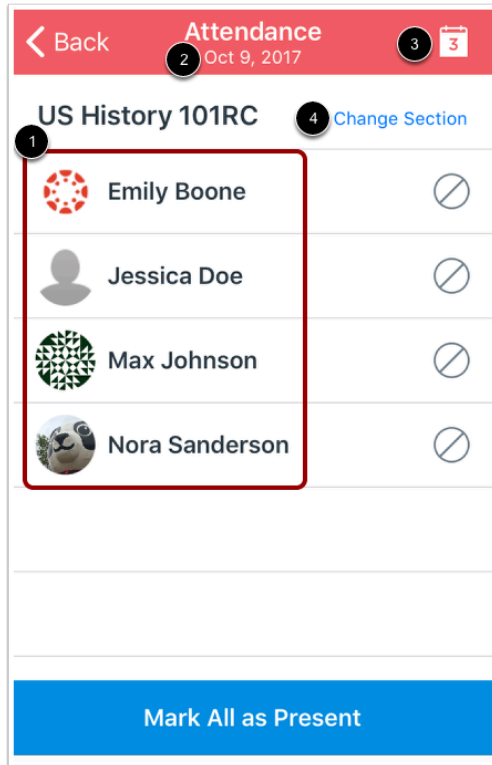 Back
Attendance
3
3
2
Oct 9, 2017
US History 101RC
4
Change Section
1
Emily Boone
Jessica Doe
Max Johnson
Nora Sanderson
Mark All as Present